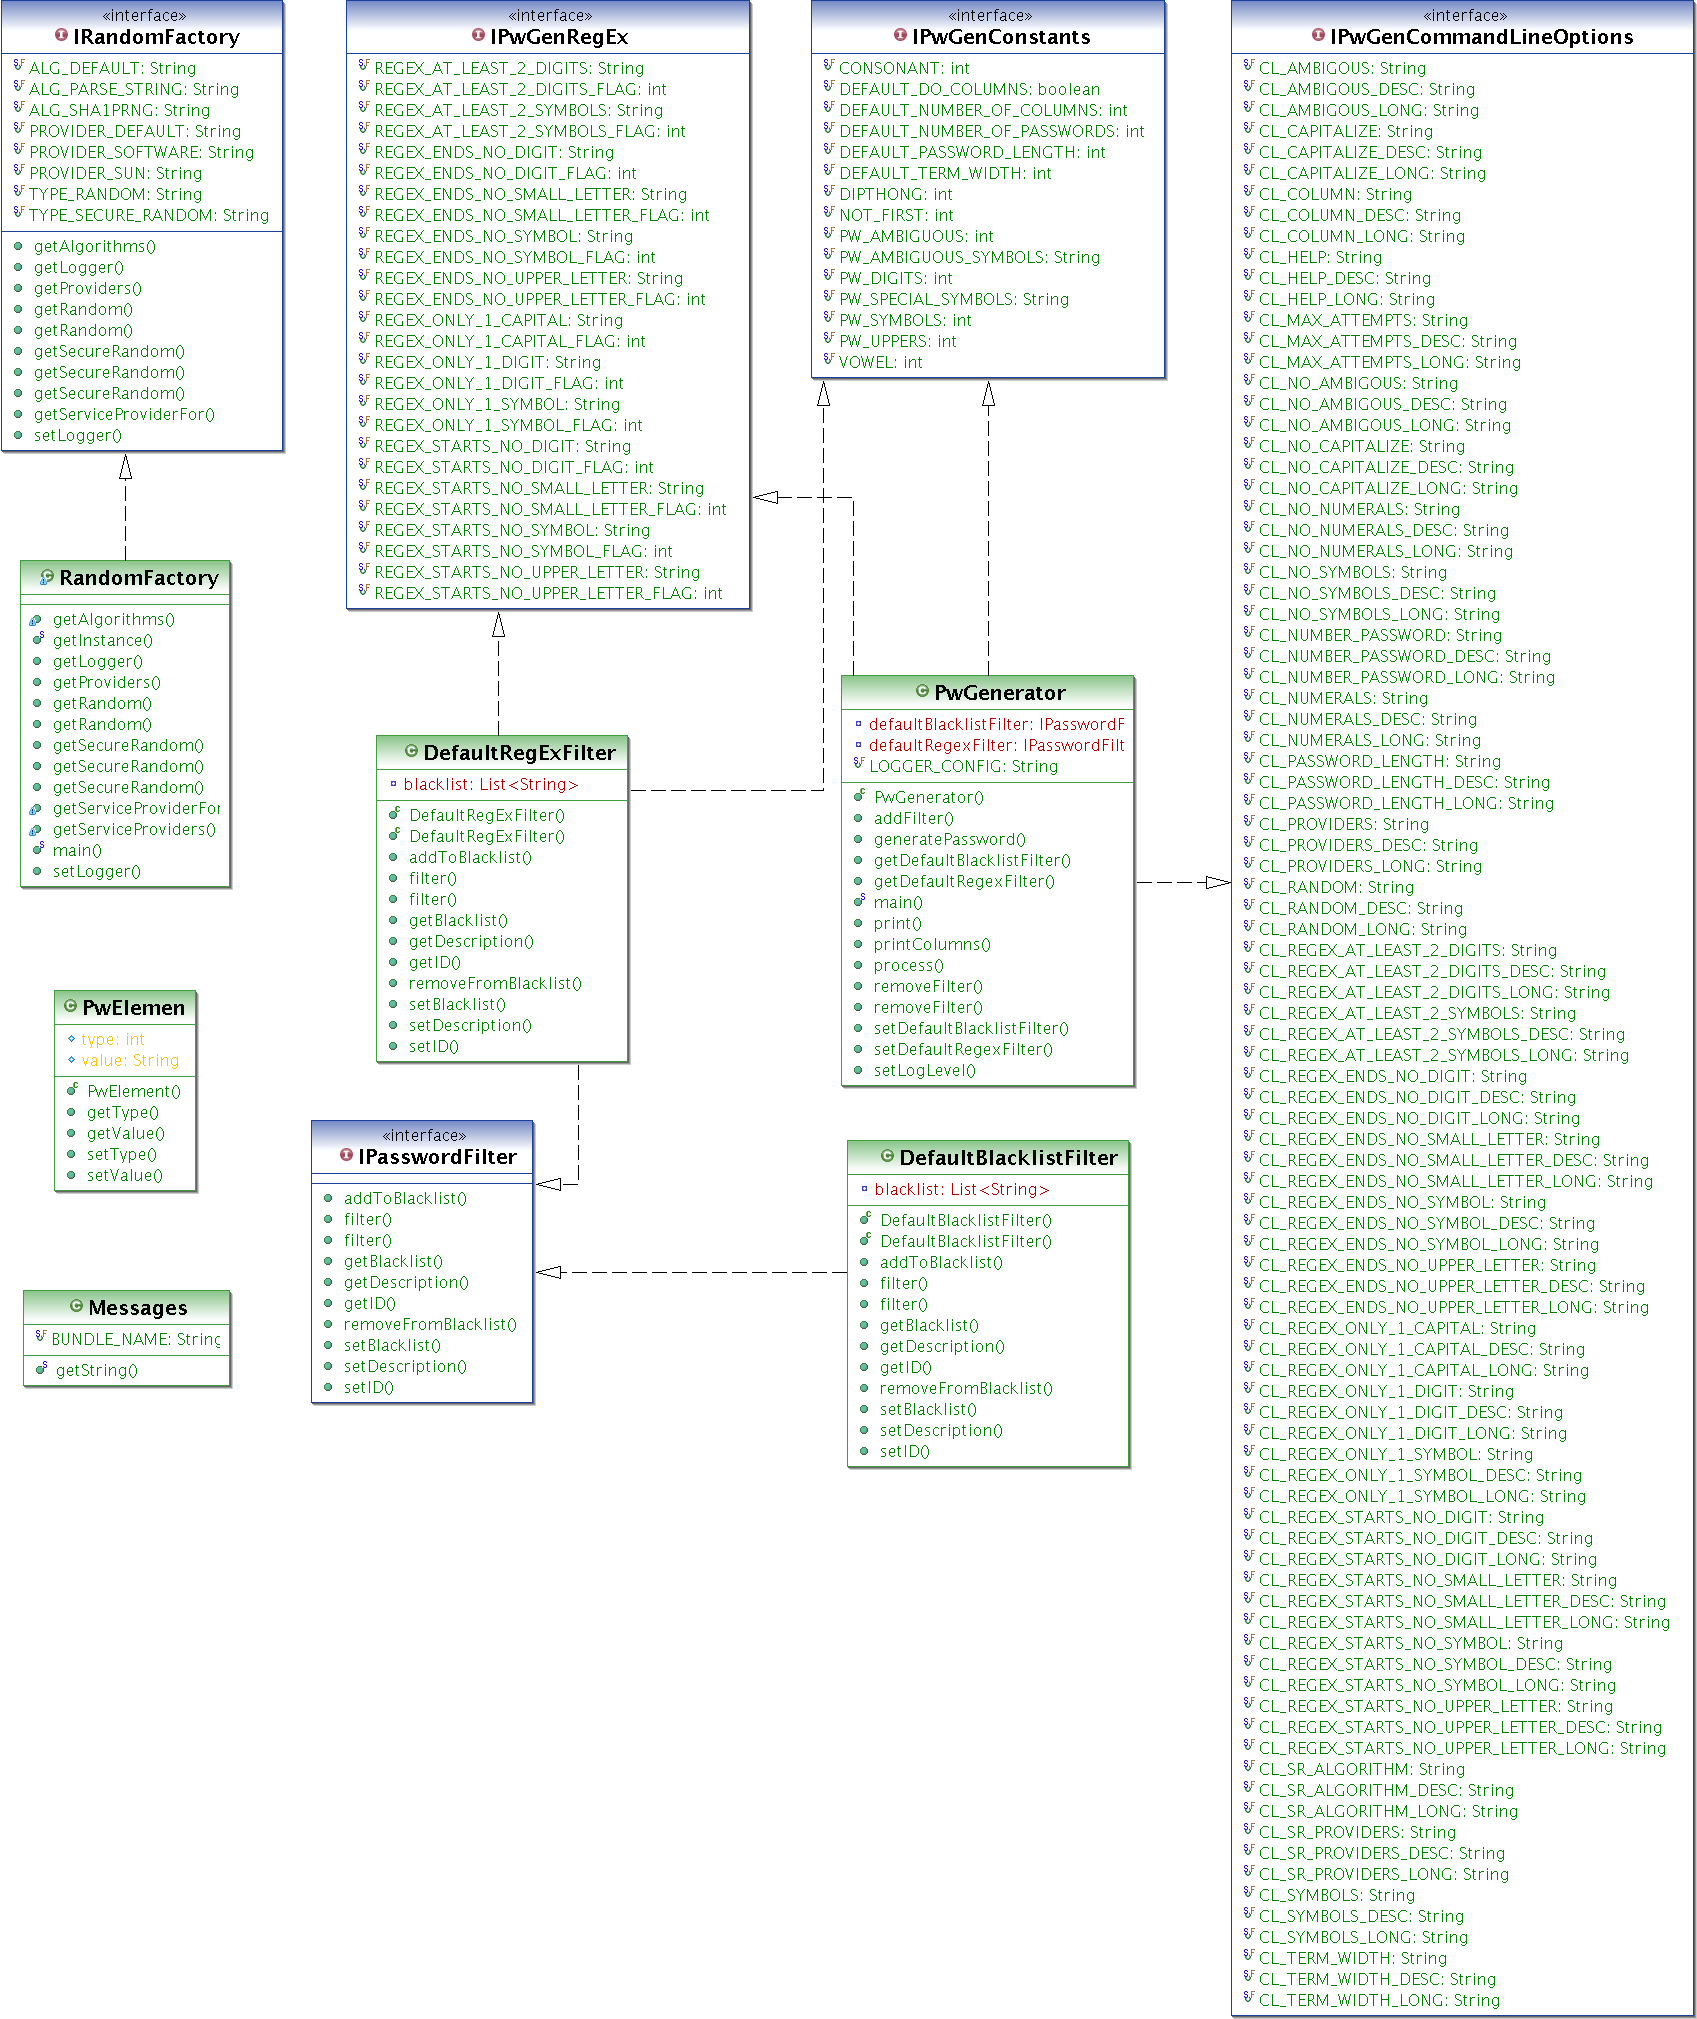 «interface»
IRandomFactory
ALG_DEFAULT: String
ALG_PARSE_STRING: String
ALG_SHA1PRNG: String
PROVIDER_DEFAULT: String
PROVIDER_SOFTWARE: String
PROVIDER_SUN: String
TYPE_RANDOM: String
TYPE_SECURE_RANDOM: String
getAlgorithms()
getLogger()
getProviders()
getRandom()
getRandom()
getSecureRandom()
getSecureRandom()
getSecureRandom()
getServiceProviderFor()
setLogger()
«interface»
IPwGenRegEx
REGEX_AT_LEAST_2_DIGITS: String
REGEX_AT_LEAST_2_DIGITS_FLAG: int
REGEX_AT_LEAST_2_SYMBOLS: String
REGEX_AT_LEAST_2_SYMBOLS_FLAG: int
REGEX_ENDS_NO_DIGIT: String
REGEX_ENDS_NO_DIGIT_FLAG: int
REGEX_ENDS_NO_SMALL_LETTER: String
REGEX_ENDS_NO_SMALL_LETTER_FLAG: int
REGEX_ENDS_NO_SYMBOL: String
REGEX_ENDS_NO_SYMBOL_FLAG: int
REGEX_ENDS_NO_UPPER_LETTER: String
REGEX_ENDS_NO_UPPER_LETTER_FLAG: int
REGEX_ONLY_1_CAPITAL: String
REGEX_ONLY_1_CAPITAL_FLAG: int
REGEX_ONLY_1_DIGIT: String
REGEX_ONLY_1_DIGIT_FLAG: int
REGEX_ONLY_1_SYMBOL: String
REGEX_ONLY_1_SYMBOL_FLAG: int
REGEX_STARTS_NO_DIGIT: String
REGEX_STARTS_NO_DIGIT_FLAG: int
REGEX_STARTS_NO_SMALL_LETTER: String
REGEX_STARTS_NO_SMALL_LETTER_FLAG: int
REGEX_STARTS_NO_SYMBOL: String
REGEX_STARTS_NO_SYMBOL_FLAG: int
REGEX_STARTS_NO_UPPER_LETTER: String
REGEX_STARTS_NO_UPPER_LETTER_FLAG: int
«interface»
IPwGenConstants
CONSONANT: int
DEFAULT_DO_COLUMNS: boolean
DEFAULT_NUMBER_OF_COLUMNS: int
DEFAULT_NUMBER_OF_PASSWORDS: int
DEFAULT_PASSWORD_LENGTH: int
DEFAULT_TERM_WIDTH: int
DIPTHONG: int
NOT_FIRST: int
PW_AMBIGUOUS: int
PW_AMBIGUOUS_SYMBOLS: String
PW_DIGITS: int
PW_SPECIAL_SYMBOLS: String
PW_SYMBOLS: int
PW_UPPERS: int
VOWEL: int
«interface»
IPwGenCommandLineOptions
CL_AMBIGOUS: String
CL_AMBIGOUS_DESC: String
CL_AMBIGOUS_LONG: String
CL_CAPITALIZE: String
CL_CAPITALIZE_DESC: String
CL_CAPITALIZE_LONG: String
CL_COLUMN: String
CL_COLUMN_DESC: String
CL_COLUMN_LONG: String
CL_HELP: String
CL_HELP_DESC: String
CL_HELP_LONG: String
CL_MAX_ATTEMPTS: String
CL_MAX_ATTEMPTS_DESC: String
CL_MAX_ATTEMPTS_LONG: String
CL_NO_AMBIGOUS: String
CL_NO_AMBIGOUS_DESC: String
CL_NO_AMBIGOUS_LONG: String
CL_NO_CAPITALIZE: String
CL_NO_CAPITALIZE_DESC: String
CL_NO_CAPITALIZE_LONG: String
CL_NO_NUMERALS: String
CL_NO_NUMERALS_DESC: String
CL_NO_NUMERALS_LONG: String
CL_NO_SYMBOLS: String
CL_NO_SYMBOLS_DESC: String
CL_NO_SYMBOLS_LONG: String
CL_NUMBER_PASSWORD: String
CL_NUMBER_PASSWORD_DESC: String
CL_NUMBER_PASSWORD_LONG: String
CL_NUMERALS: String
CL_NUMERALS_DESC: String
CL_NUMERALS_LONG: String
CL_PASSWORD_LENGTH: String
CL_PASSWORD_LENGTH_DESC: String
CL_PASSWORD_LENGTH_LONG: String
CL_PROVIDERS: String
CL_PROVIDERS_DESC: String
CL_PROVIDERS_LONG: String
CL_RANDOM: String
CL_RANDOM_DESC: String
CL_RANDOM_LONG: String
CL_REGEX_AT_LEAST_2_DIGITS: String
CL_REGEX_AT_LEAST_2_DIGITS_DESC: String
CL_REGEX_AT_LEAST_2_DIGITS_LONG: String
CL_REGEX_AT_LEAST_2_SYMBOLS: String
CL_REGEX_AT_LEAST_2_SYMBOLS_DESC: String
CL_REGEX_AT_LEAST_2_SYMBOLS_LONG: String
CL_REGEX_ENDS_NO_DIGIT: String
CL_REGEX_ENDS_NO_DIGIT_DESC: String
CL_REGEX_ENDS_NO_DIGIT_LONG: String
CL_REGEX_ENDS_NO_SMALL_LETTER: String
CL_REGEX_ENDS_NO_SMALL_LETTER_DESC: String
CL_REGEX_ENDS_NO_SMALL_LETTER_LONG: String
CL_REGEX_ENDS_NO_SYMBOL: String
CL_REGEX_ENDS_NO_SYMBOL_DESC: String
CL_REGEX_ENDS_NO_SYMBOL_LONG: String
CL_REGEX_ENDS_NO_UPPER_LETTER: String
CL_REGEX_ENDS_NO_UPPER_LETTER_DESC: String
CL_REGEX_ENDS_NO_UPPER_LETTER_LONG: String
CL_REGEX_ONLY_1_CAPITAL: String
CL_REGEX_ONLY_1_CAPITAL_DESC: String
CL_REGEX_ONLY_1_CAPITAL_LONG: String
CL_REGEX_ONLY_1_DIGIT: String
CL_REGEX_ONLY_1_DIGIT_DESC: String
CL_REGEX_ONLY_1_DIGIT_LONG: String
CL_REGEX_ONLY_1_SYMBOL: String
CL_REGEX_ONLY_1_SYMBOL_DESC: String
CL_REGEX_ONLY_1_SYMBOL_LONG: String
CL_REGEX_STARTS_NO_DIGIT: String
CL_REGEX_STARTS_NO_DIGIT_DESC: String
CL_REGEX_STARTS_NO_DIGIT_LONG: String
CL_REGEX_STARTS_NO_SMALL_LETTER: String
CL_REGEX_STARTS_NO_SMALL_LETTER_DESC: String
CL_REGEX_STARTS_NO_SMALL_LETTER_LONG: String
CL_REGEX_STARTS_NO_SYMBOL: String
CL_REGEX_STARTS_NO_SYMBOL_DESC: String
CL_REGEX_STARTS_NO_SYMBOL_LONG: String
CL_REGEX_STARTS_NO_UPPER_LETTER: String
CL_REGEX_STARTS_NO_UPPER_LETTER_DESC: String
CL_REGEX_STARTS_NO_UPPER_LETTER_LONG: String
CL_SR_ALGORITHM: String
CL_SR_ALGORITHM_DESC: String
CL_SR_ALGORITHM_LONG: String
CL_SR_PROVIDERS: String
CL_SR_PROVIDERS_DESC: String
CL_SR_PROVIDERS_LONG: String
CL_SYMBOLS: String
CL_SYMBOLS_DESC: String
CL_SYMBOLS_LONG: String
CL_TERM_WIDTH: String
CL_TERM_WIDTH_DESC: String
CL_TERM_WIDTH_LONG: String
RandomFactory
getAlgorithms()
getInstance()
getLogger()
getProviders()
getRandom()
getRandom()
getSecureRandom()
getSecureRandom()
getSecureRandom()
getServiceProviderFor
getServiceProviders()
main()
setLogger()
DefaultRegExFilter
blacklist: List<String>
DefaultRegExFilter()
DefaultRegExFilter()
addToBlacklist()
filter()
filter()
getBlacklist()
getDescription()
getID()
removeFromBlacklist()
setBlacklist()
setDescription()
setID()
PwGenerator
defaultBlacklistFilter: IPasswordF
defaultRegexFilter: IPasswordFilt
LOGGER_CONFIG: String
PwGenerator()
addFilter()
generatePassword()
getDefaultBlacklistFilter()
getDefaultRegexFilter()
main()
print()
printColumns()
process()
removeFilter()
removeFilter()
setDefaultBlacklistFilter()
setDefaultRegexFilter()
setLogLevel()
PwElemen
type: int
value: String
PwElement()
getType()
getValue()
setType()
setValue()
«interface»
IPasswordFilter
addToBlacklist()
filter()
filter()
getBlacklist()
getDescription()
getID()
removeFromBlacklist()
setBlacklist()
setDescription()
setID()
DefaultBlacklistFilter
blacklist: List<String>
DefaultBlacklistFilter()
DefaultBlacklistFilter()
addToBlacklist()
filter()
filter()
getBlacklist()
getDescription()
getID()
removeFromBlacklist()
setBlacklist()
setDescription()
setID()
Messages
BUNDLE_NAME: String
getString()